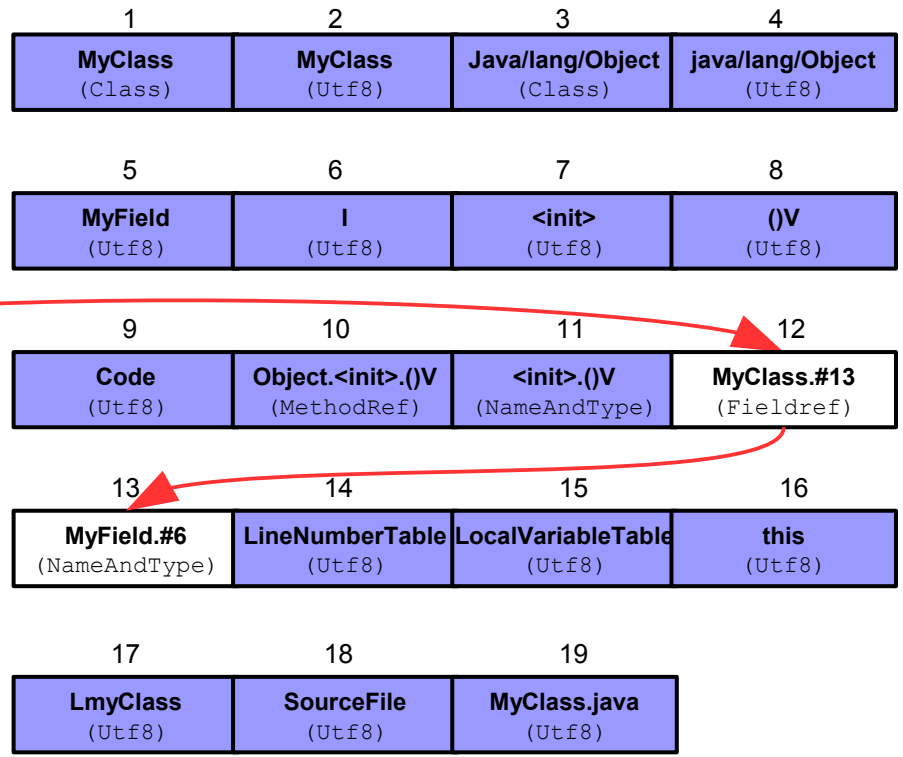 1 2 3 4
MyClass MyClass Java/lang/Object java/lang/Object
(Class) (Utf8) (Class) (Utf8)
5 6 7 8
MyField I <init> ()V
(Utf8) (Utf8) (Utf8) (Utf8)
9 10 11 12
Code Object.<init>.()V <init>.()V MyClass.#13
(Utf8) (MethodRef) (NameAndType) (Fieldref)
13 14 15 16
MyField.#6 LineNumberTable LocalVariableTable this
(NameAndType) (Utf8) (Utf8) (Utf8)
17 18 19
LmyClass SourceFile MyClass.java
(Utf8) (Utf8) (Utf8)